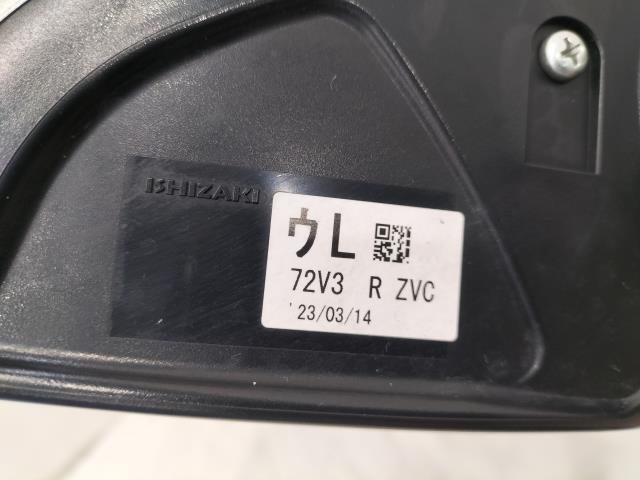 ISHIZAKI
ウL
72V3 R ZVC
'23/03/14